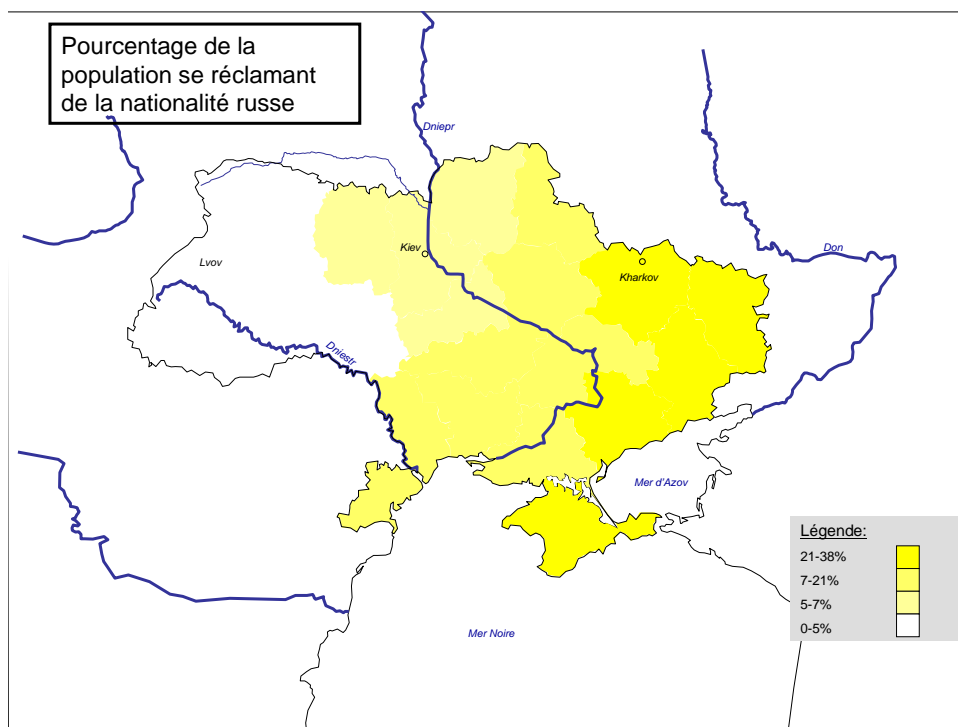 Pourcentage de la
population se réclamant
de la nationalité russe
Dniepr
Kiev
Lvov
Kharkov
Don
Dniestr
Mer d'Azov
Mer Noire
Légende:
21-38%
7-21%
5-7%
0-5%